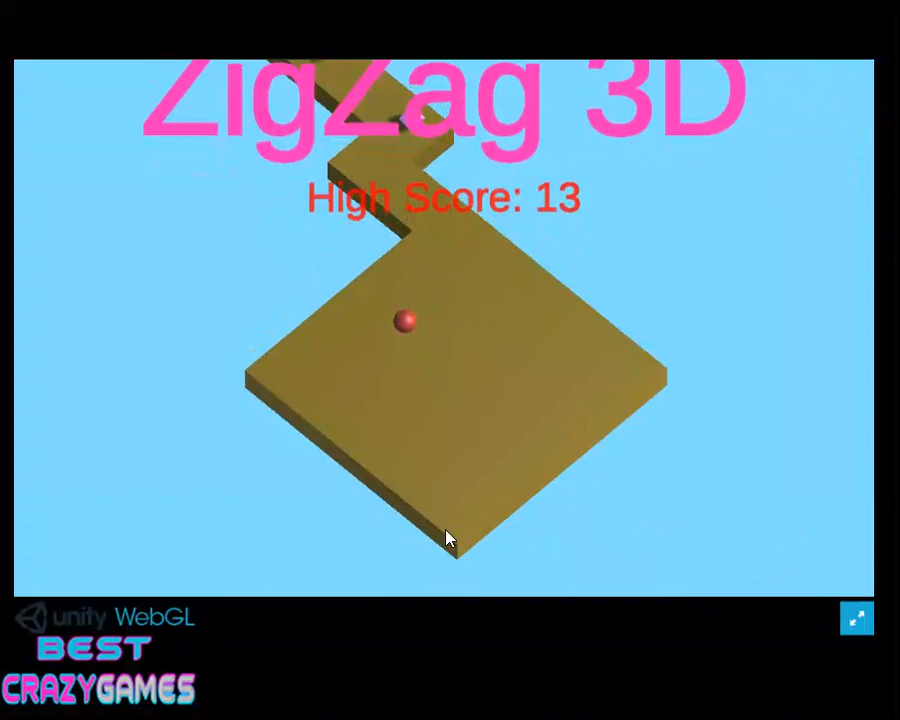 ZigZag 3D
High Score: 13
unity WebGL
BEST
CRAZYGAMES